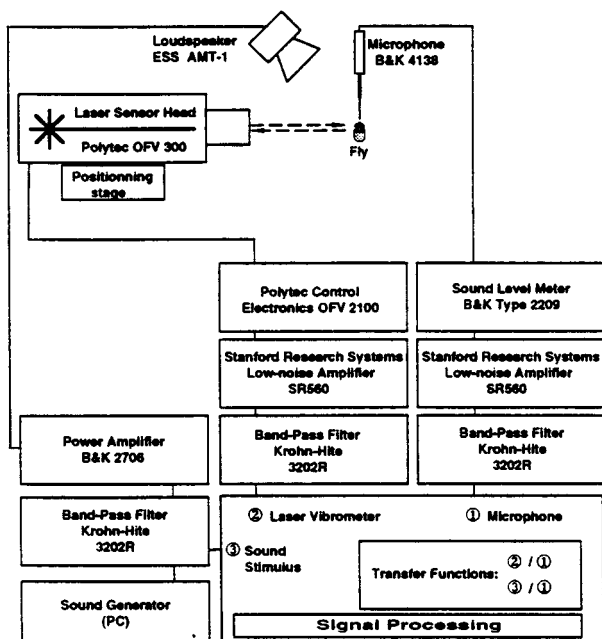 Loudspeaker
ESS AMT-1
Microphone
B&K 4138
Laser Sensor Head
Polytec OFV 300
Fly
Positionning
stage
Polytec Control
Electronics OFV 2100
Sound Level Meter
B&K Type 2209
Stanford Research Systems
Low-noise Amplifier
SR560
Stanford Research Systems
Low-noise Amplifier
SR560
Power Amplifier
B&K 2706
Band-Pass Filter
Krohn-Hite
3202R
Band-Pass Filter
Krohn-Hite
3202R
Band-Pass Filter
Krohn-Hite
3202R
② Laser Vibrometer
① Microphone
③ Sound
Stimulus
Transfer Functions:
② / ①
③ / ①
Sound Generator
(PC)
Signal Processing